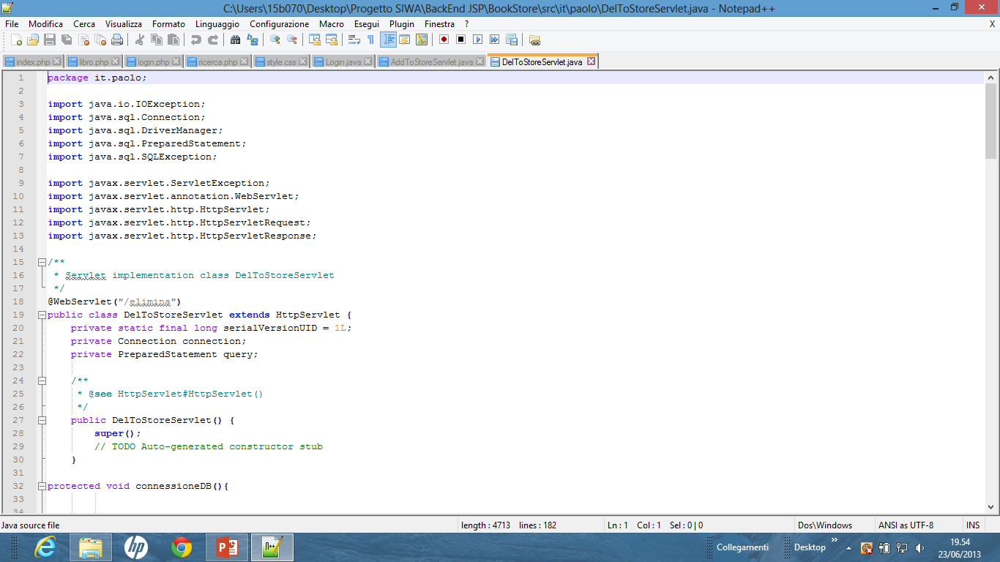 C:\Users\15b070\Desktop\Progetto SIWA\BackEnd JSP\BookStore\src\it\paolo\DelToStoreServlet.java - Notepad++
File Modifica Cerca Visualizza Formato Linguaggio Configurazione Macro Esegui Plugin Finestra ? X
index.php libro.php login.php ricerca.php style.css Login.java AddToStoreServlet.java DelToStoreServlet.java
1 package it.paolo;
2
3 import java.io.IOException;
4 import java.sql.Connection;
5 import java.sql.DriverManager;
6 import java.sql.PreparedStatement;
7 import java.sql.SQLException;
8
9 import javax.servlet.ServletException;
10 import javax.servlet.annotation.WebServlet;
11 import javax.servlet.http.HttpServlet;
12 import javax.servlet.http.HttpServletRequest;
13 import javax.servlet.http.HttpServletResponse;
14
15 /**
16 * Servlet implementation class DelToStoreServlet
17 */
18 @WebServlet("/elimina")
19 public class DelToStoreServlet extends HttpServlet {
20 private static final long serialVersionUID = 1L;
21 private Connection connection;
22 private PreparedStatement query;
23
24 /**
25 * @see HttpServlet#HttpServlet()
26 */
27 public DelToStoreServlet() {
28 super();
29 // TODO Auto-generated constructor stub
30 }
31
32 protected void connessioneDB(){
33
34
Java source file length : 4713 lines : 182 Ln : 1 Col : 1 Sel : 0 | 0 Dos\Windows ANSI as UTF-8 INS
Collegamenti Desktop 19.54
23/06/2013